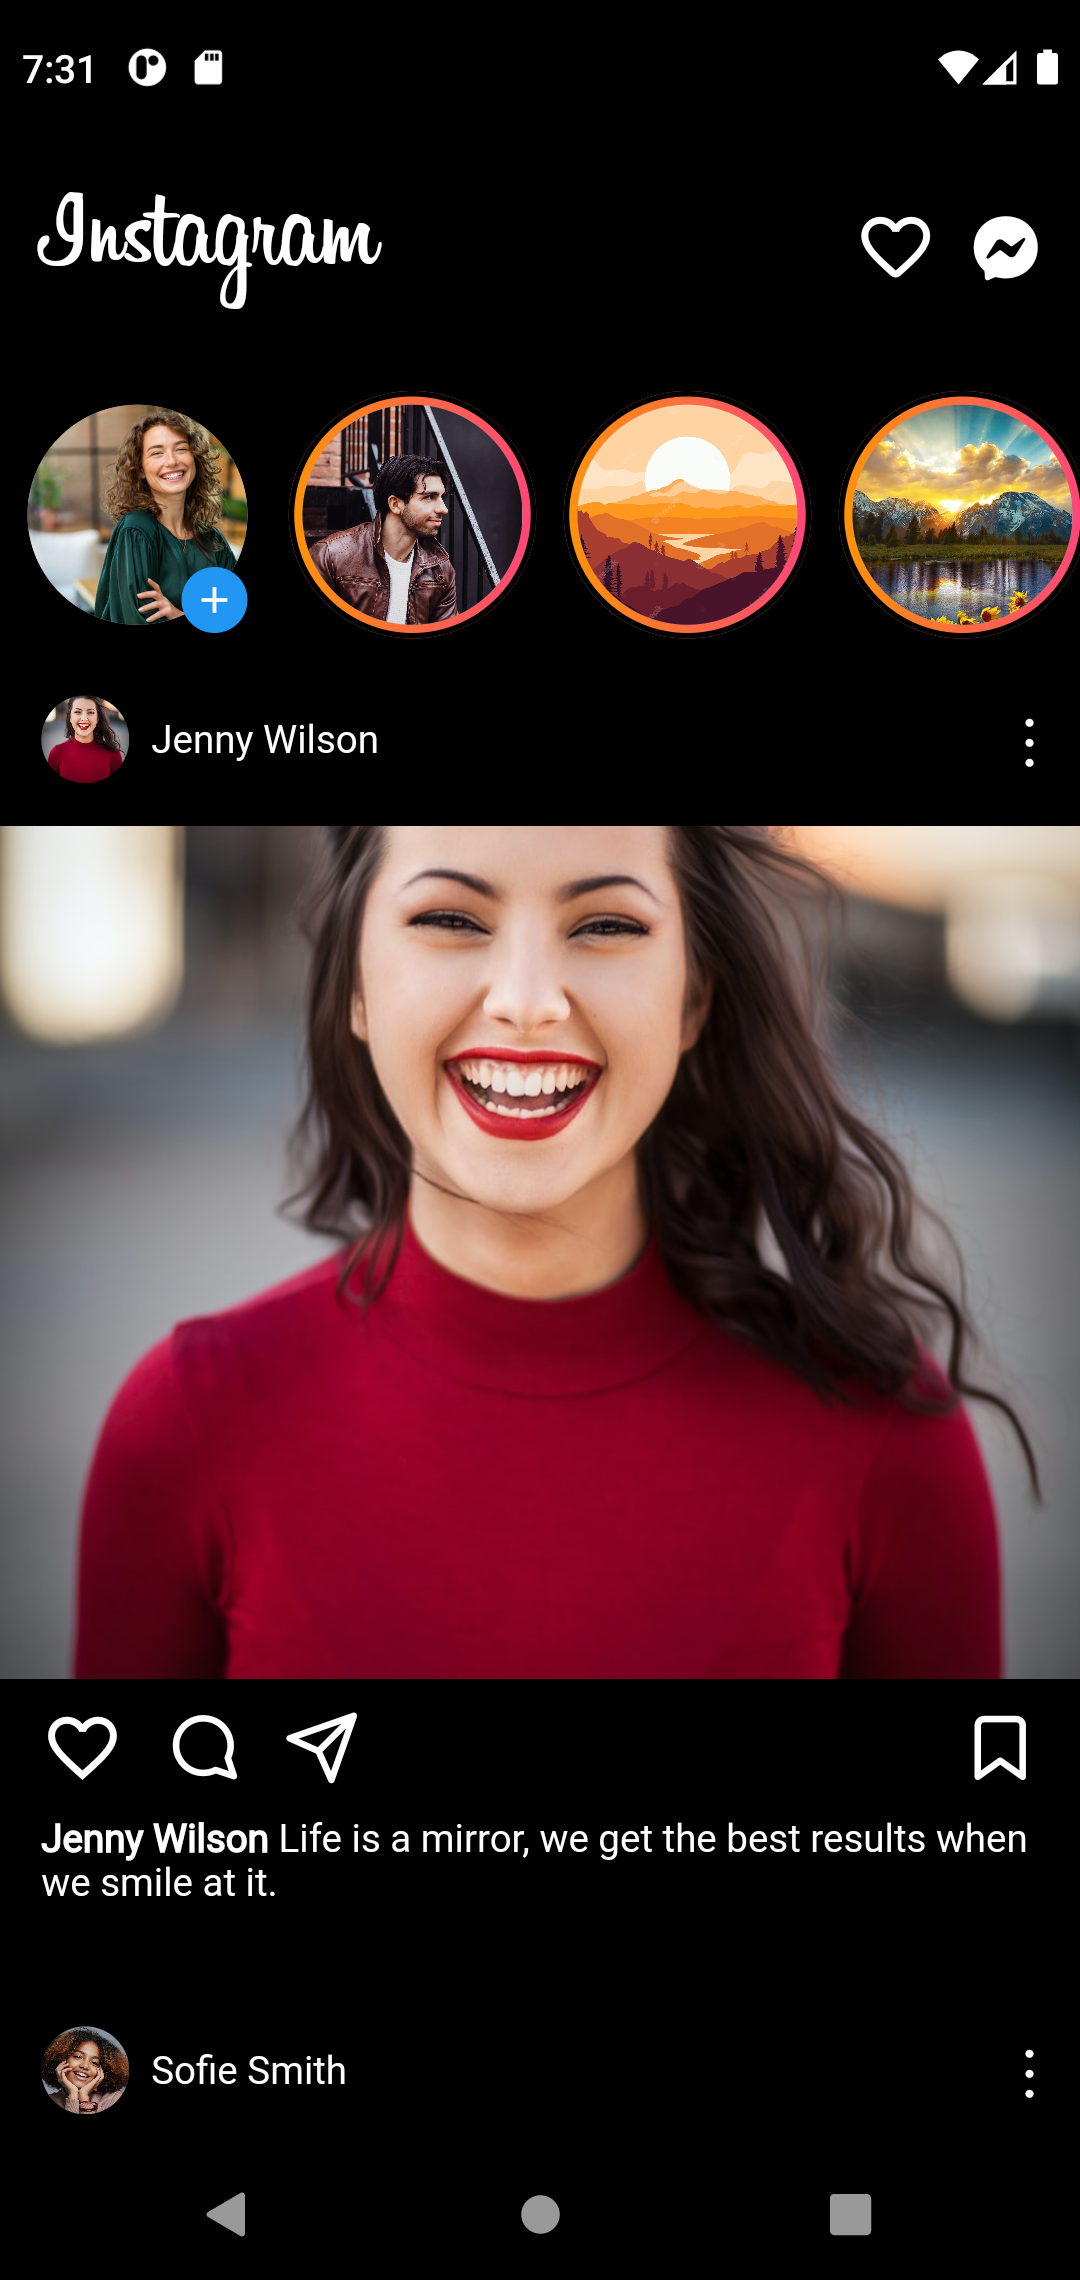 7:31
Instagram
Jenny Wilson
Jenny Wilson Life is a mirror, we get the best results when
we smile at it.
Sofie Smith